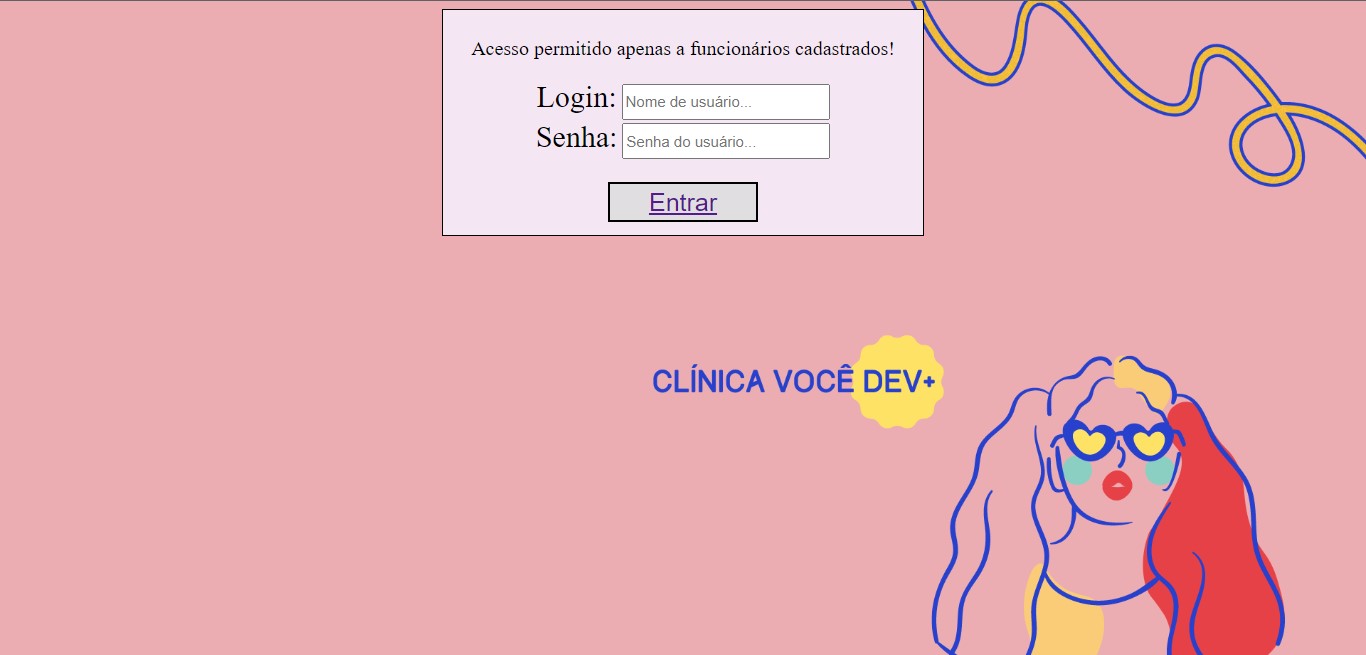 Acesso permitido apenas a funcionários cadastrados!
Login: Nome de usuário...
Senha: Senha do usuário...
Entrar
CLÍNICA VOCÊ DEV+